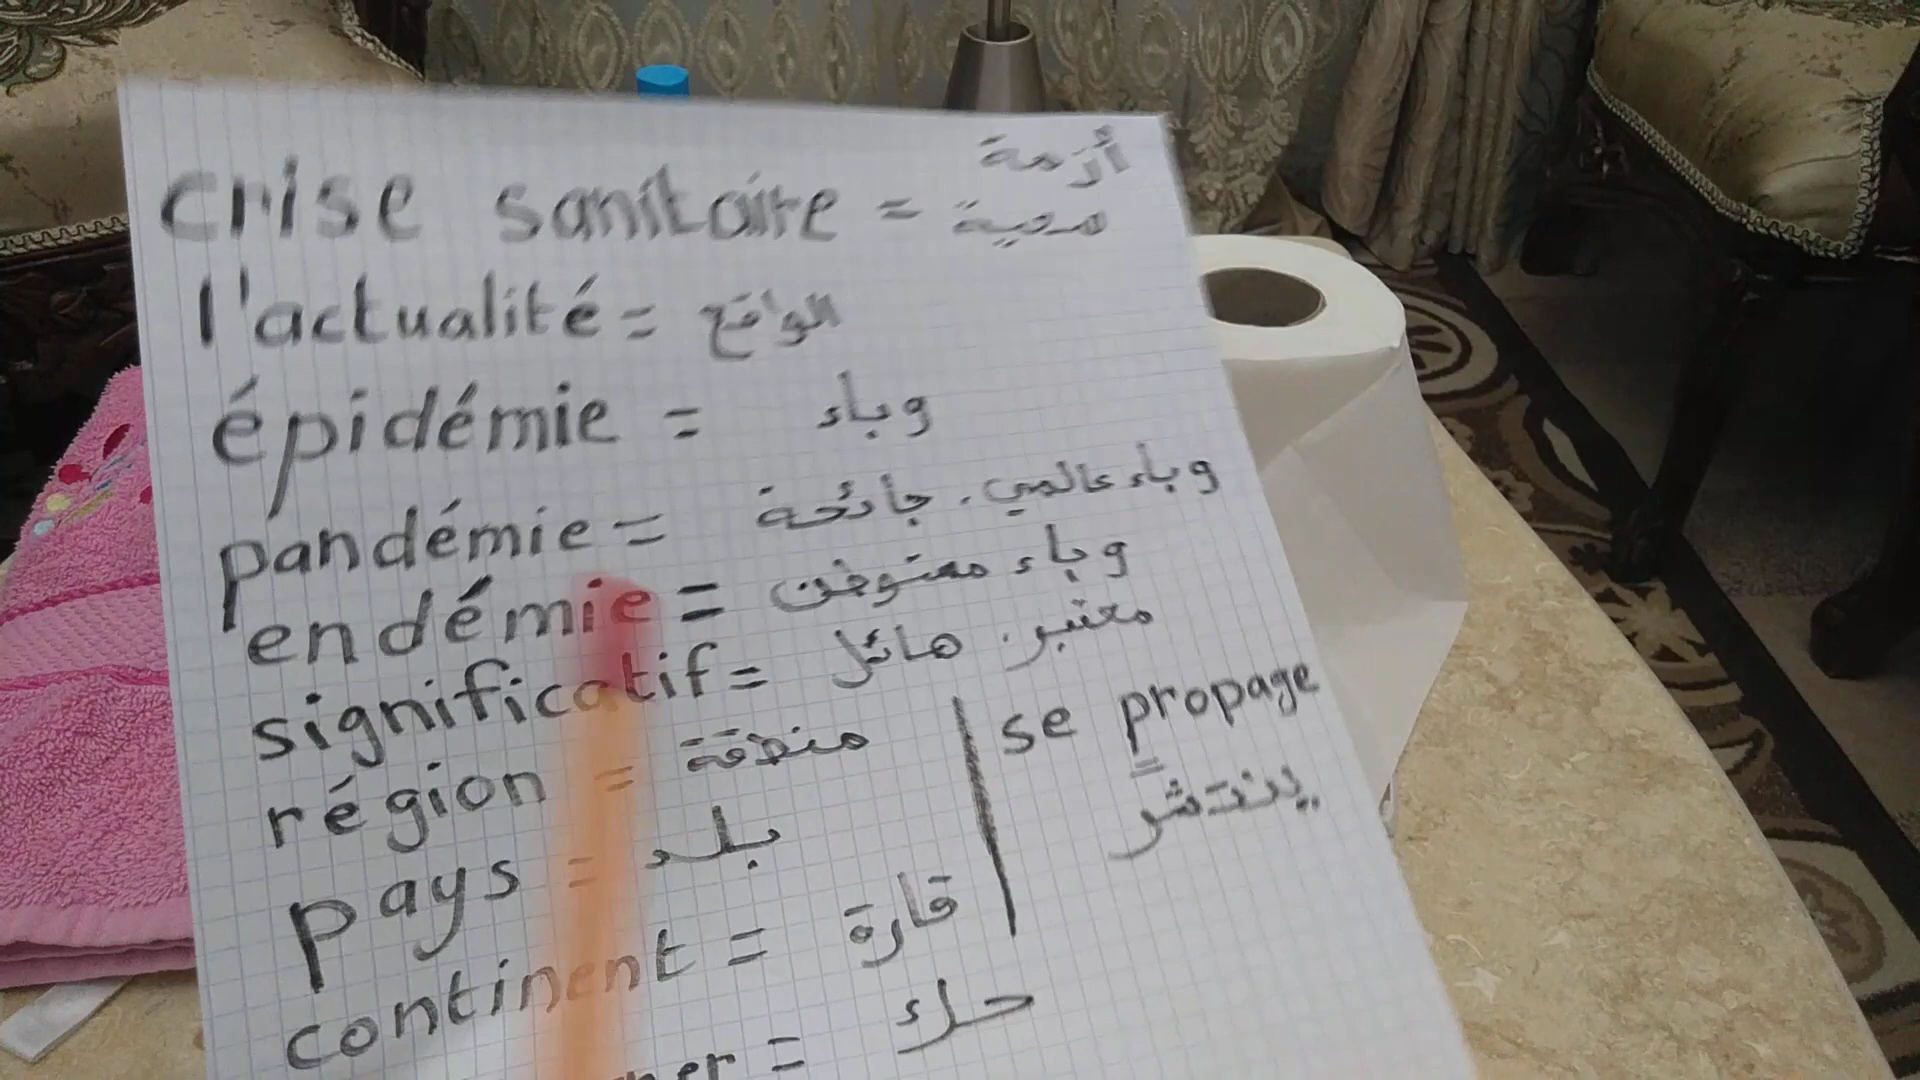 crise sanitaire = أزمة
صحية
l'actualité = الواقع
épidémie = وباء
pandémie = وباء عالمي، جائحة
endémie = وباء مستوطن
significatif = معتبر، هائل
région = منطقة
pays = بلد
continent = قارة
se propage
=
ينتشر